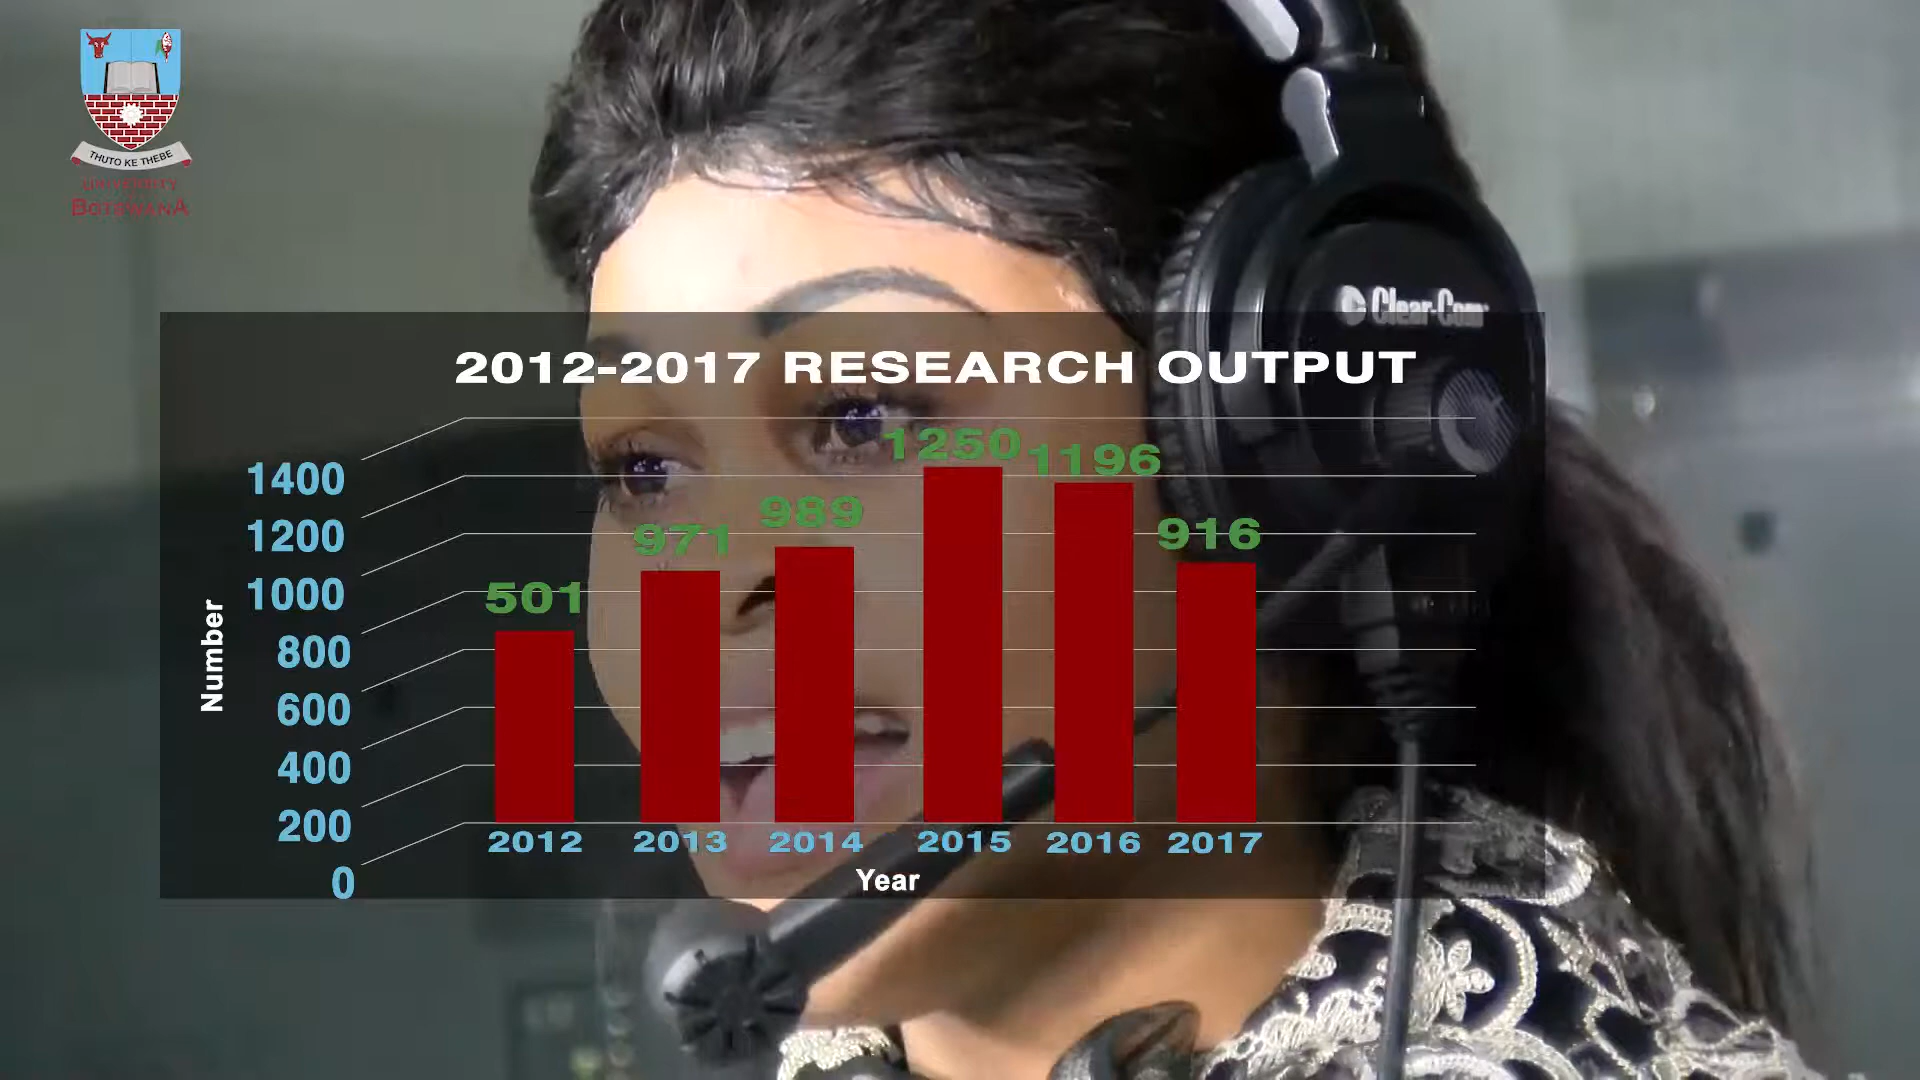 THUTO KE THEBE
UNIVERSITY
OF
BOTSWANA
Clear-Com
2012-2017 RESEARCH OUTPUT
1400
1200
1000
800
600
400
200
0
Number
501
971
989
1250
1196
916
2012
2013
2014
2015
2016
2017
Year